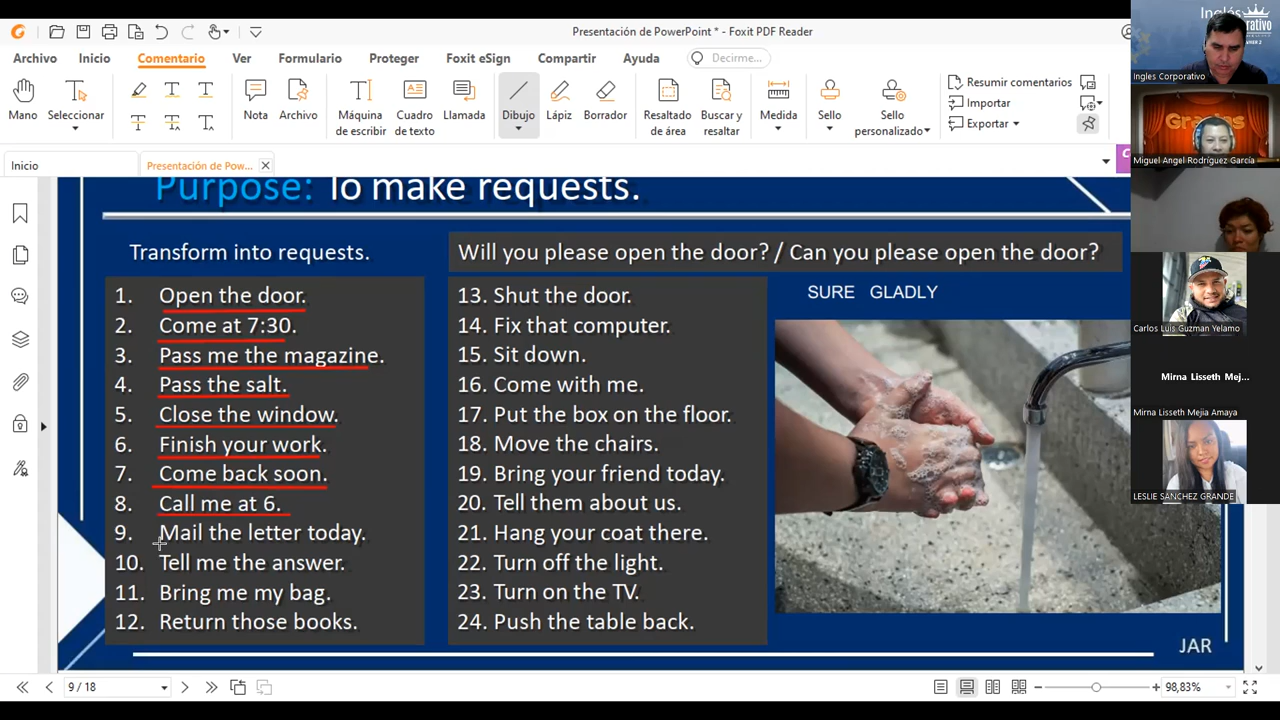 Presentación de PowerPoint * - Foxit PDF Reader
Archivo Inicio Comentario Ver Formulario Proteger Foxit eSign Compartir Ayuda Decirme...
Mano Seleccionar Nota Archivo Máquina de escribir Cuadro de texto Llamada Dibujo Lápiz Borrador Resaltado de área Buscar y resaltar Medida Sello Sello personalizado
Resumir comentarios
Importar
Exportar
Inicio Presentación de Pow...
Purpose: To make requests.
Transform into requests.
Will you please open the door? / Can you please open the door?
1. Open the door.
2. Come at 7:30.
3. Pass me the magazine.
4. Pass the salt.
5. Close the window.
6. Finish your work.
7. Come back soon.
8. Call me at 6.
9. Mail the letter today.
10. Tell me the answer.
11. Bring me my bag.
12. Return those books.
13. Shut the door.
14. Fix that computer.
15. Sit down.
16. Come with me.
17. Put the box on the floor.
18. Move the chairs.
19. Bring your friend today.
20. Tell them about us.
21. Hang your coat there.
22. Turn off the light.
23. Turn on the TV.
24. Push the table back.
SURE GLADLY
JAR
9 / 18
98,83%
Ingles Corporativo
Gracias
Miguel Angel Rodríguez García
Carlos Luis Guzman Yelamo
Mirna Lisseth Mej...
Mirna Lisseth Mejia Amaya
LESLIE SANCHEZ GRANDE